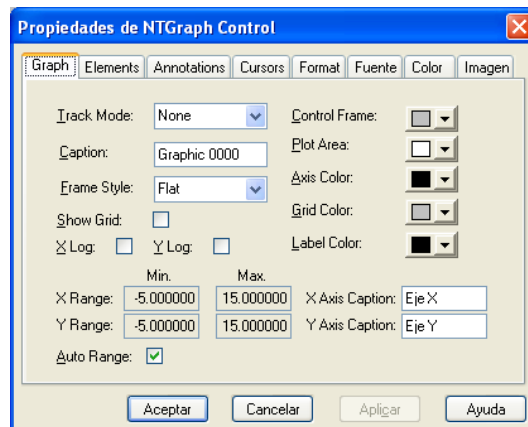 Propiedades de NTGraph Control
Graph Elements Annotations Cursors Format Fuente Color Imagen
Track Mode: None Control Frame:
Caption: Graphic 0000 Plot Area:
Frame Style: Flat Axis Color:
Show Grid: Grid Color:
X Log: Y Log: Label Color:
Min. Max.
X Range: -5.000000 15.000000 X Axis Caption: Eje X
Y Range: -5.000000 15.000000 Y Axis Caption: Eje Y
Auto Range:
Aceptar Cancelar Aplicar Ayuda